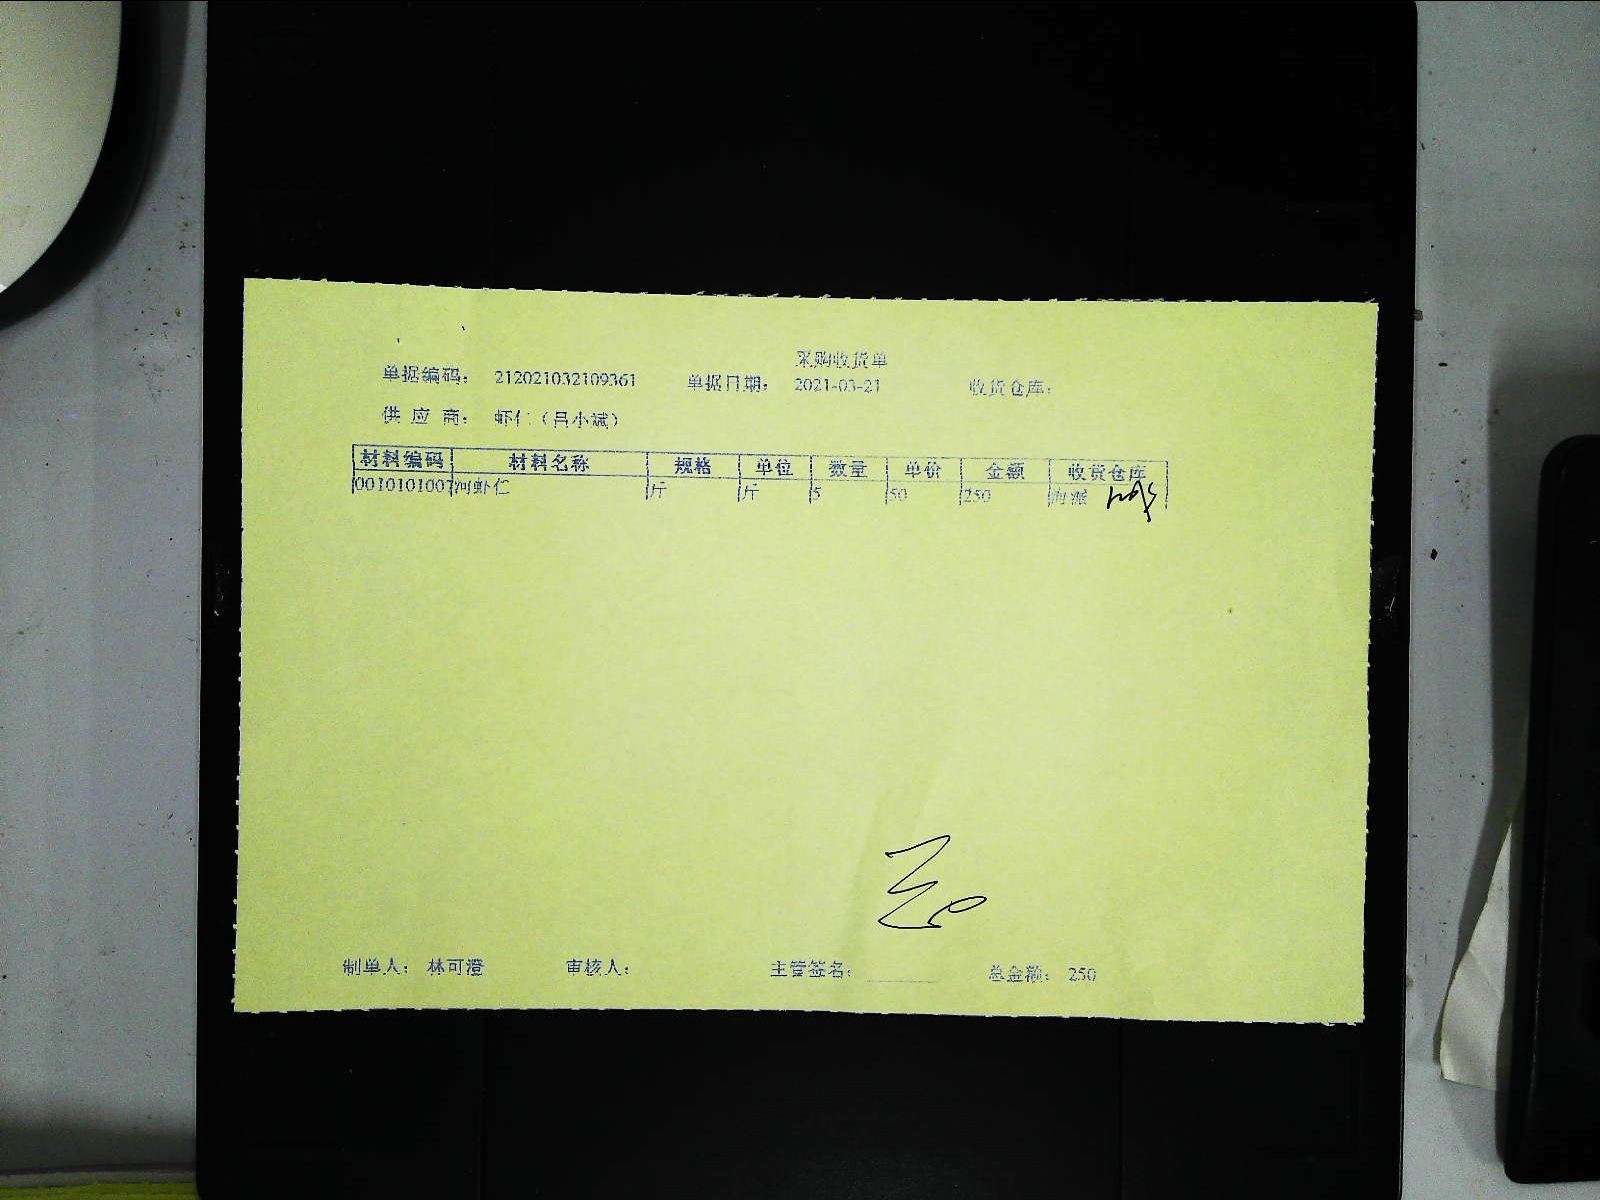 采购收货单
单据编码: 212021032109361 单据日期: 2021-03-21 收货仓库:
供 应 商: 虾仁（吕小斌）
材料编码 材料名称 规格 单位 数量 单价 金额 收货仓库
0010101007 河虾仁 斤 斤 5 50 250 海派
制单人: 林可澄 审核人: 主管签名: 总金额: 250